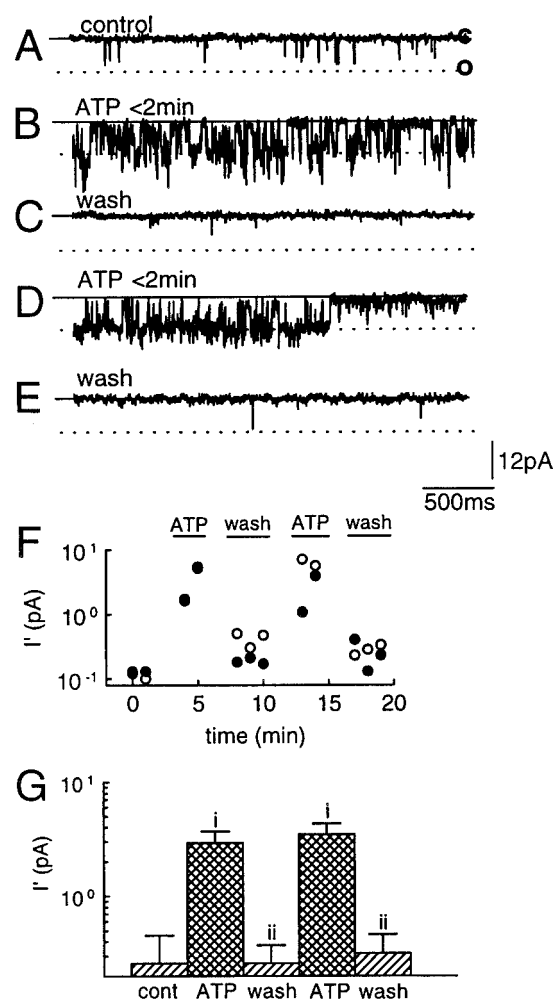 A control C
O
B ATP <2min
C wash
D ATP <2min
E wash
12pA
500ms
F ATP wash ATP wash
10¹
10⁰
10⁻¹
I' (pA)
0 5 10 15 20
time (min)
G
10¹
10⁰
I' (pA)
i i
ii ii
cont ATP wash ATP wash